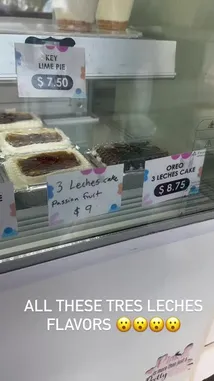 KEY
LIME PIE
$ 7.50
3 Leches cake
Passion fruit
$ 9
OREO
3 LECHES CAKE
$ 8.75
ALL THESE TRES LECHES
FLAVORS 😮😮😮😮